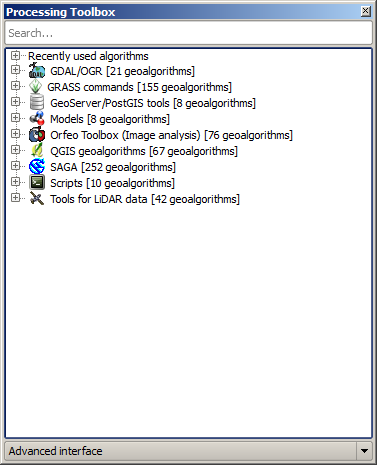 Processing Toolbox
Search...
Recently used algorithms
GDAL/OGR [21 geoalgorithms]
GRASS commands [155 geoalgorithms]
GeoServer/PostGIS tools [8 geoalgorithms]
Models [8 geoalgorithms]
Orfeo Toolbox (Image analysis) [76 geoalgorithms]
QGIS geoalgorithms [67 geoalgorithms]
SAGA [252 geoalgorithms]
Scripts [10 geoalgorithms]
Tools for LiDAR data [42 geoalgorithms]
Advanced interface